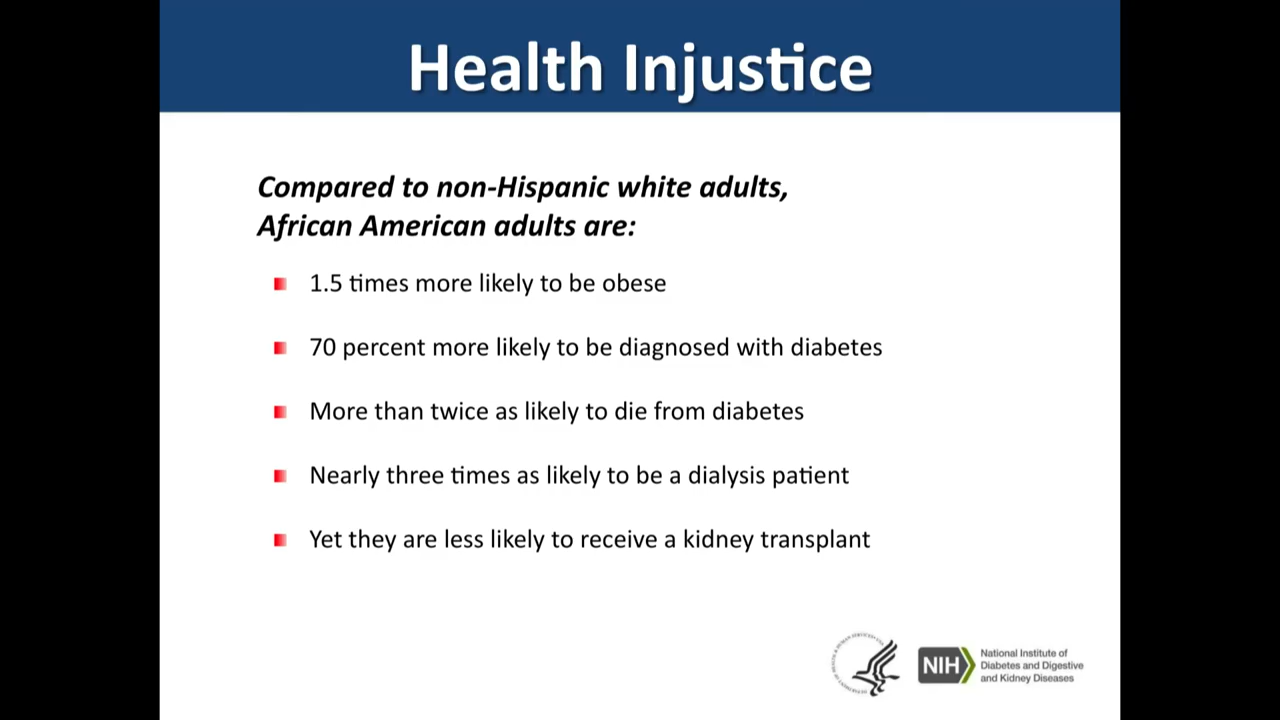 Health Injustice
Compared to non-Hispanic white adults,
African American adults are:
1.5 times more likely to be obese
70 percent more likely to be diagnosed with diabetes
More than twice as likely to die from diabetes
Nearly three times as likely to be a dialysis patient
Yet they are less likely to receive a kidney transplant
NIH
National Institute of
Diabetes and Digestive
and Kidney Diseases